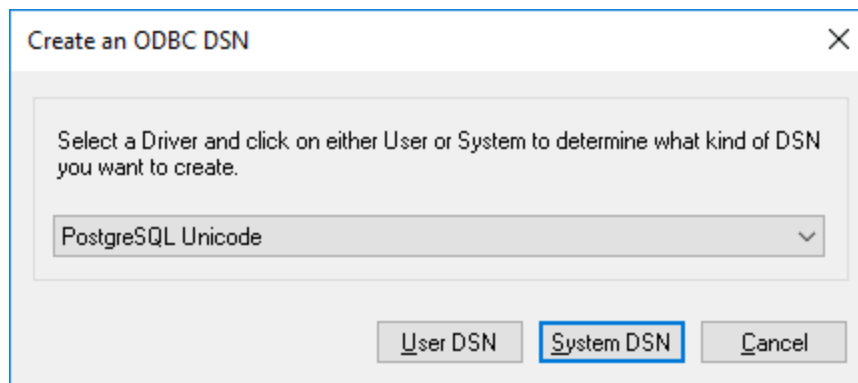 Create an ODBC DSN
Select a Driver and click on either User or System to determine what kind of DSN
you want to create.
PostgreSQL Unicode
User DSN System DSN Cancel